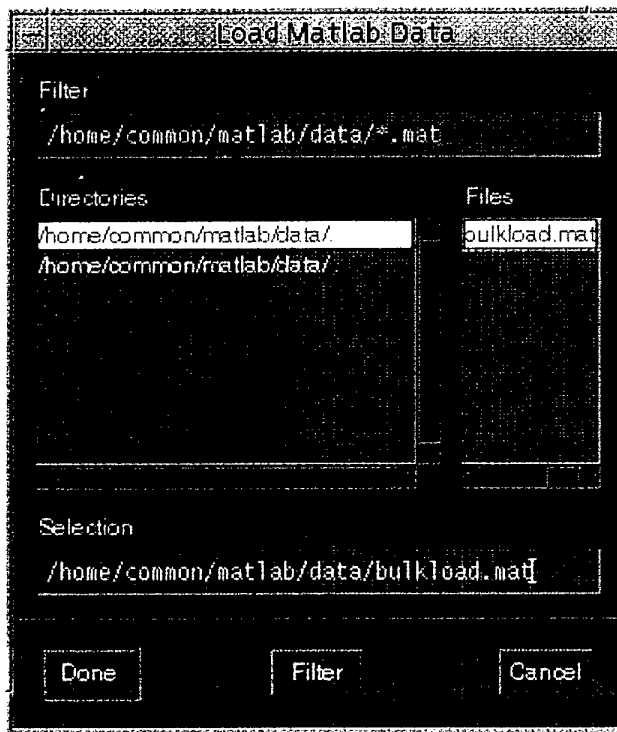 Load Matlab Data
Filter
/home/common/matlab/data/*.mat
Directories Files
/home/common/matlab/data/. bulkload.mat
/home/common/matlab/data/..
Selection
/home/common/matlab/data/bulkload.mat
Done Filter Cancel